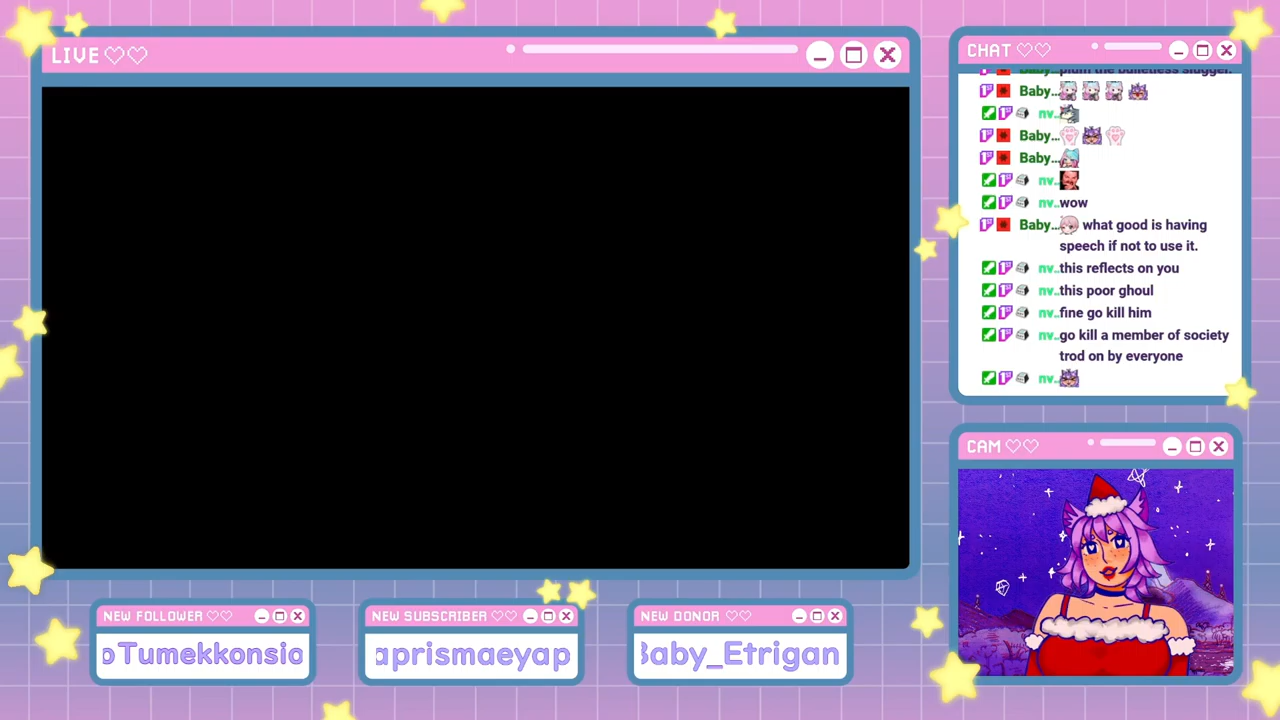 LIVE
CHAT
Baby...
nv..
Baby...
Baby...
nv..
nv..wow
Baby... what good is having
speech if not to use it.
nv..this reflects on you
nv..this poor ghoul
nv..fine go kill him
nv..go kill a member of society
trod on by everyone
nv..
CAM
NEW FOLLOWER
oTumekkonsio
NEW SUBSCRIBER
aprismaeyap
NEW DONOR
Baby_Etrigan